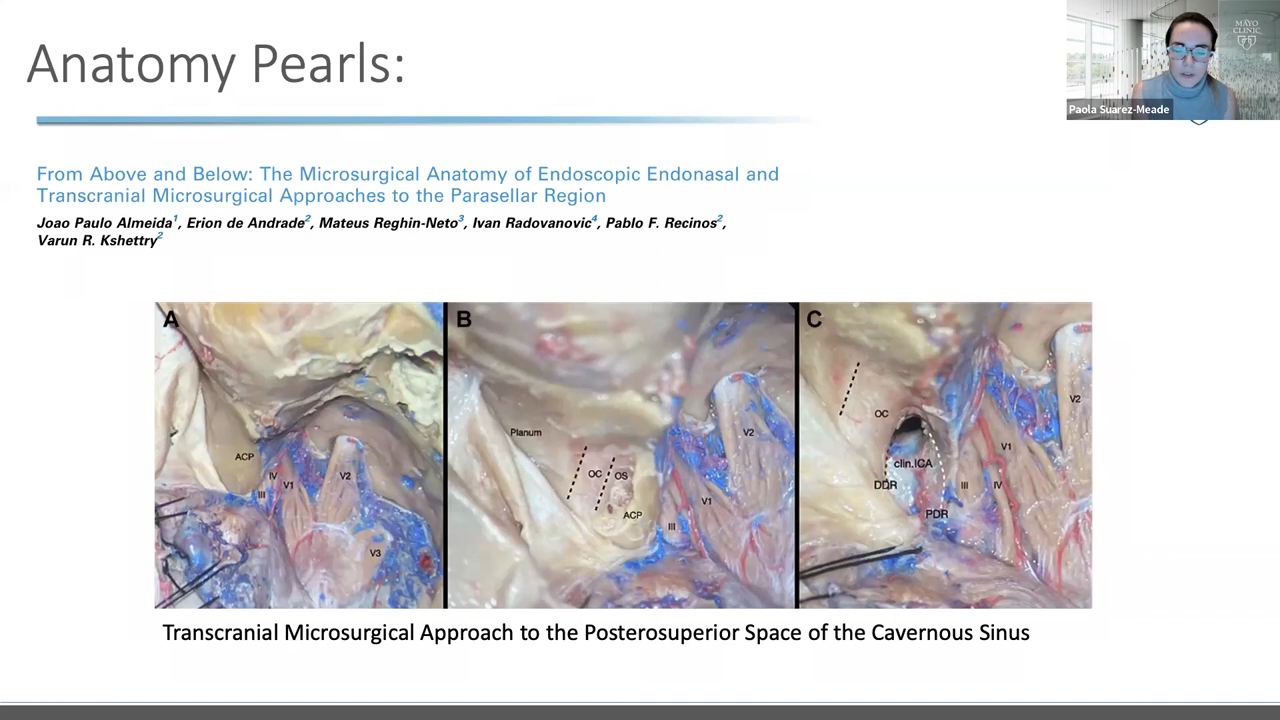 Anatomy Pearls:
MAYO
CLINIC
Paola Suarez-Meade
From Above and Below: The Microsurgical Anatomy of Endoscopic Endonasal and
Transcranial Microsurgical Approaches to the Parasellar Region
Joao Paulo Almeida1, Erion de Andrade2, Mateus Reghin-Neto3, Ivan Radovanovic4, Pablo F. Recinos2,
Varun R. Kshettry2
A
ACP
IV
V1
III
V2
V3
B
Planum
OC
OS
ACP
III
V1
V2
C
OC
clin.ICA
DDR
PDR
III
IV
V1
V2
Transcranial Microsurgical Approach to the Posterosuperior Space of the Cavernous Sinus